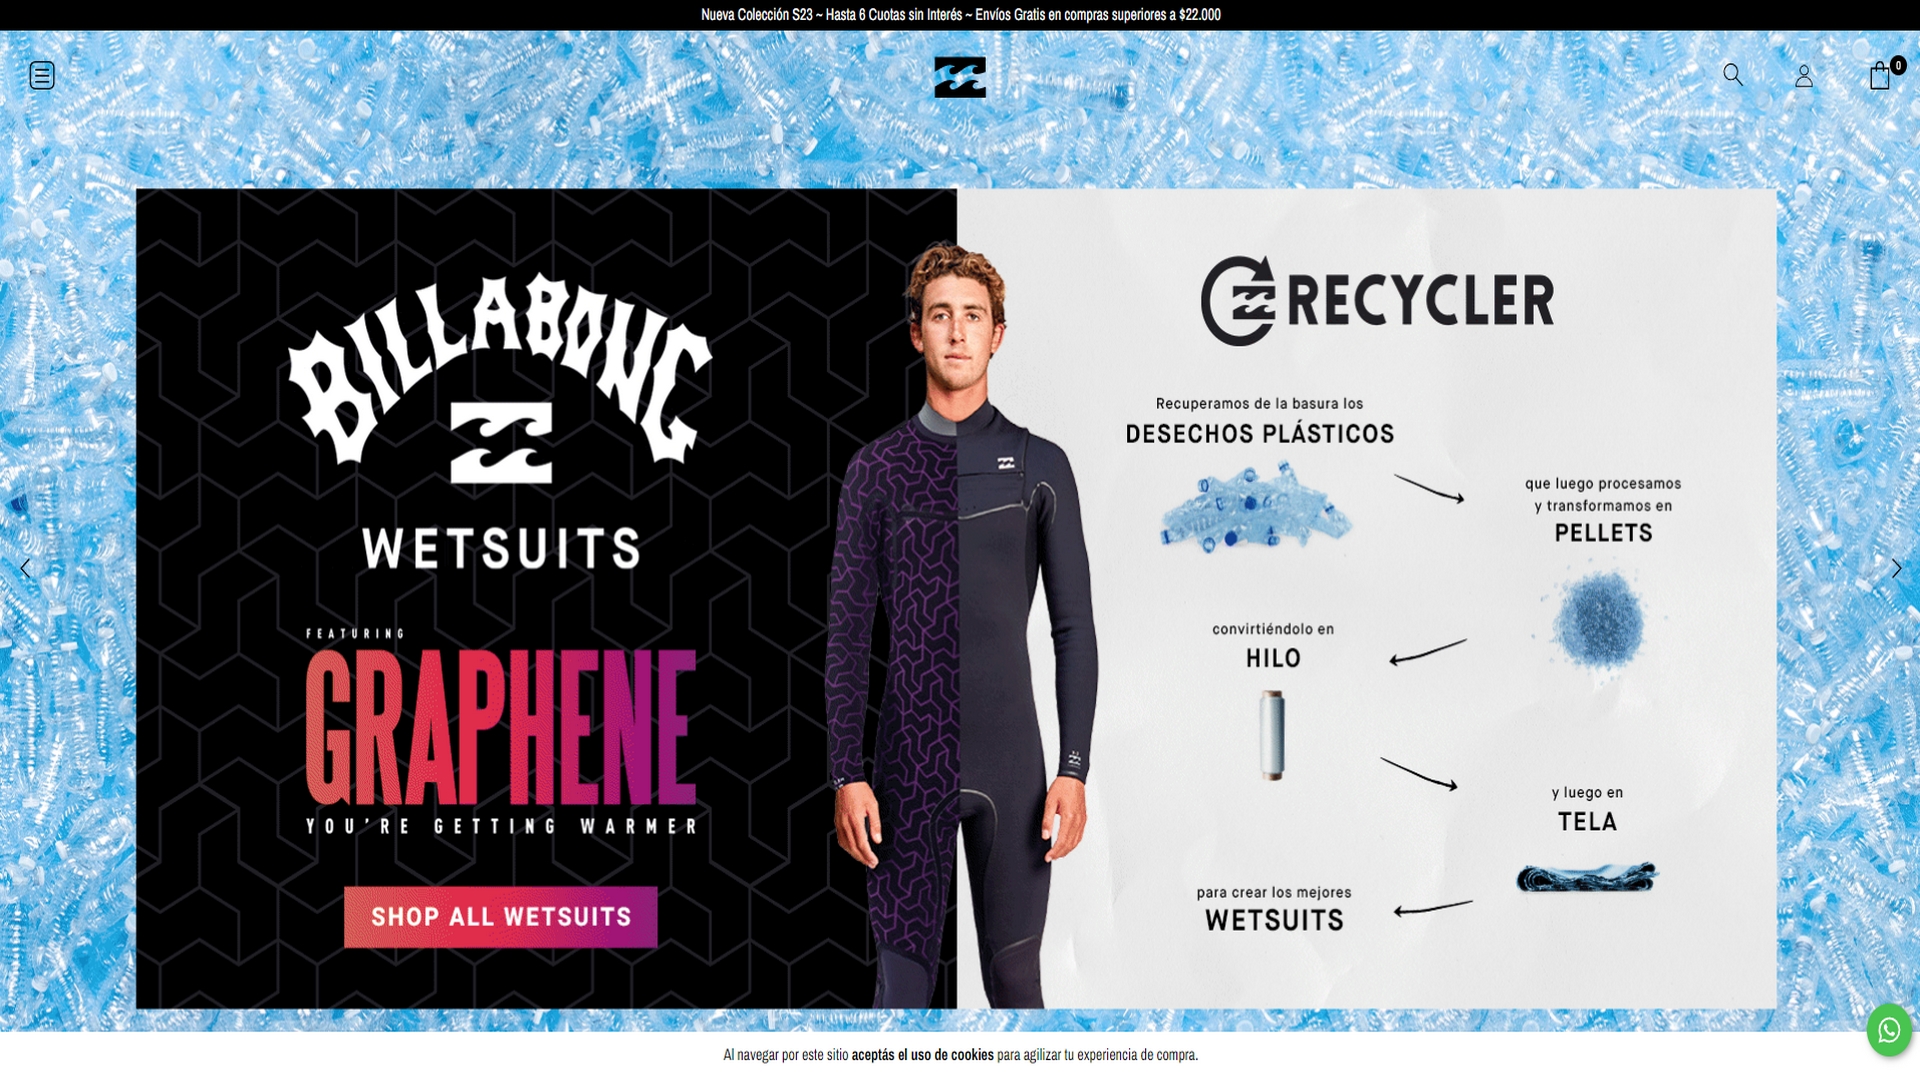 Nueva Colección S23 ~ Hasta 6 Cuotas sin Interés ~ Envíos Gratis en compras superiores a $22.000
0
BILLABONG
WETSUITS
FEATURING
GRAPHENE
YOU'RE GETTING WARMER
SHOP ALL WETSUITS
RECYCLER
Recuperamos de la basura los
DESECHOS PLÁSTICOS
que luego procesamos
y transformamos en
PELLETS
convirtiéndolo en
HILO
y luego en
TELA
para crear los mejores
WETSUITS
Al navegar por este sitio aceptás el uso de cookies para agilizar tu experiencia de compra.